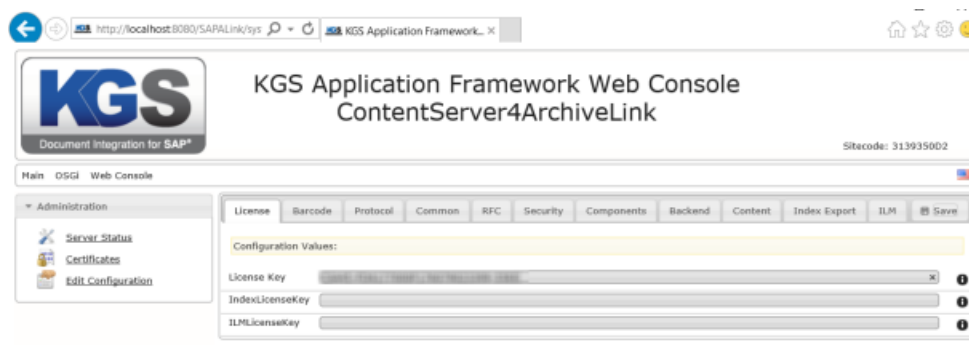 http://localhost:8080/SAPALink/sys
KGS Application Framework...
KGS
Document Integration for SAP®
KGS Application Framework Web Console
ContentServer4ArchiveLink
Sitecode: 3139350D2
Main OSGi Web Console
Administration
Server Status
Certificates
Edit Configuration
License Barcode Protocol Common RFC Security Components Backend Content Index Export ILM Save
Configuration Values:
License Key
IndexLicenseKey
ILMLicenseKey